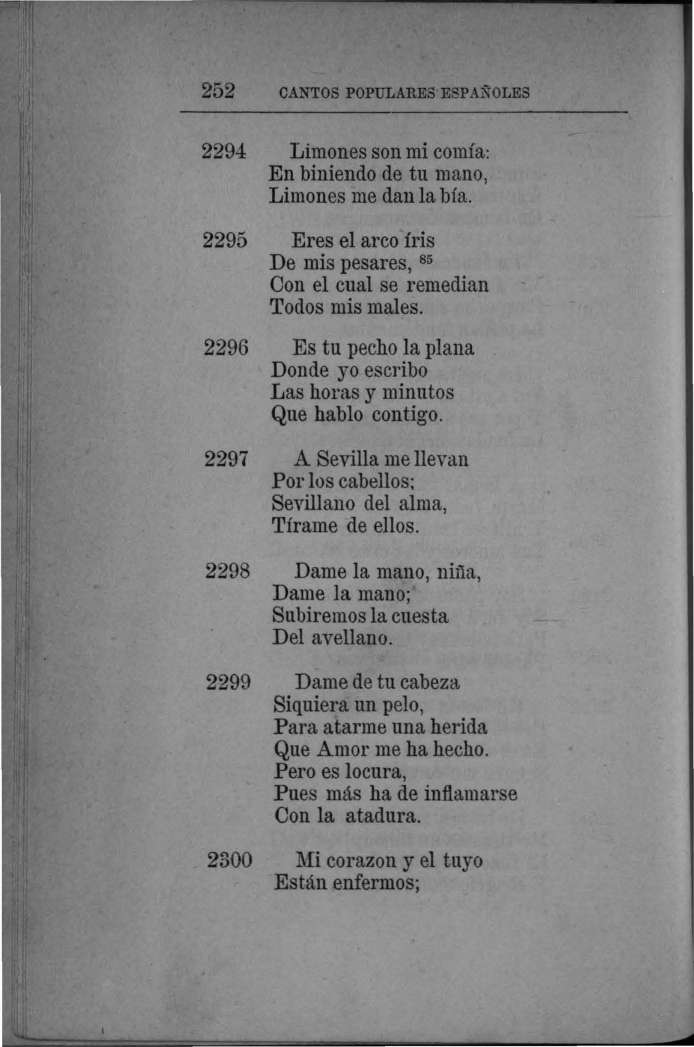 252 CANTOS POPULARES ESPAÑOLES
2294 Limones son mi comía:
En biniendo de tu mano,
Limones me dan la bía.
2295 Eres el arco íris
De mis pesares, 85
Con el cual se remedian
Todos mis males.
2296 Es tu pecho la plana
Donde yo escribo
Las horas y minutos
Que hablo contigo.
2297 A Sevilla me llevan
Por los cabellos;
Sevillano del alma,
Tírame de ellos.
2298 Dame la mano, niña,
Dame la mano;
Subiremos la cuesta
Del avellano.
2299 Dame de tu cabeza
Siquiera un pelo,
Para atarme una herida
Que Amor me ha hecho.
Pero es locura,
Pues más ha de inflamarse
Con la atadura.
2300 Mi corazon y el tuyo
Están enfermos;